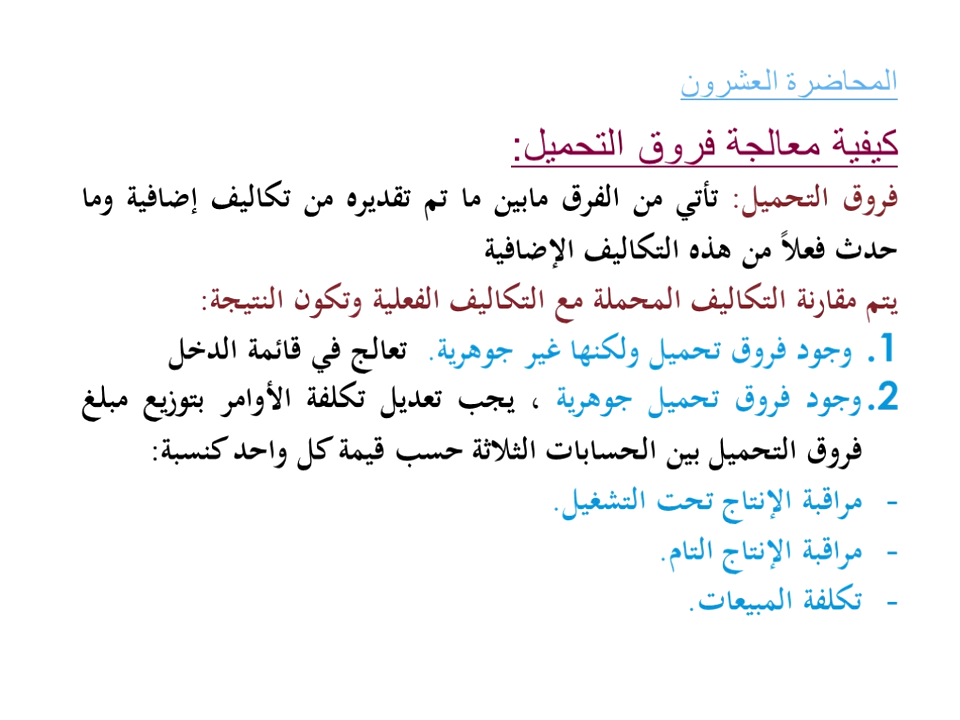 المحاضرة العشرون
كيفية معالجة فروق التحميل:
فروق التحميل: تأتي من الفرق مابين ما تم تقديره من تكاليف إضافية وما
حدث فعلاً من هذه التكاليف الإضافية
يتم مقارنة التكاليف المحملة مع التكاليف الفعلية وتكون النتيجة:
1. وجود فروق تحميل ولكنها غير جوهرية. تعالج في قائمة الدخل
2. وجود فروق تحميل جوهرية ، يجب تعديل تكلفة الأوامر بتوزيع مبلغ
فروق التحميل بين الحسابات الثلاثة حسب قيمة كل واحد كنسبة:
- مراقبة الإنتاج تحت التشغيل.
- مراقبة الإنتاج التام.
- تكلفة المبيعات.